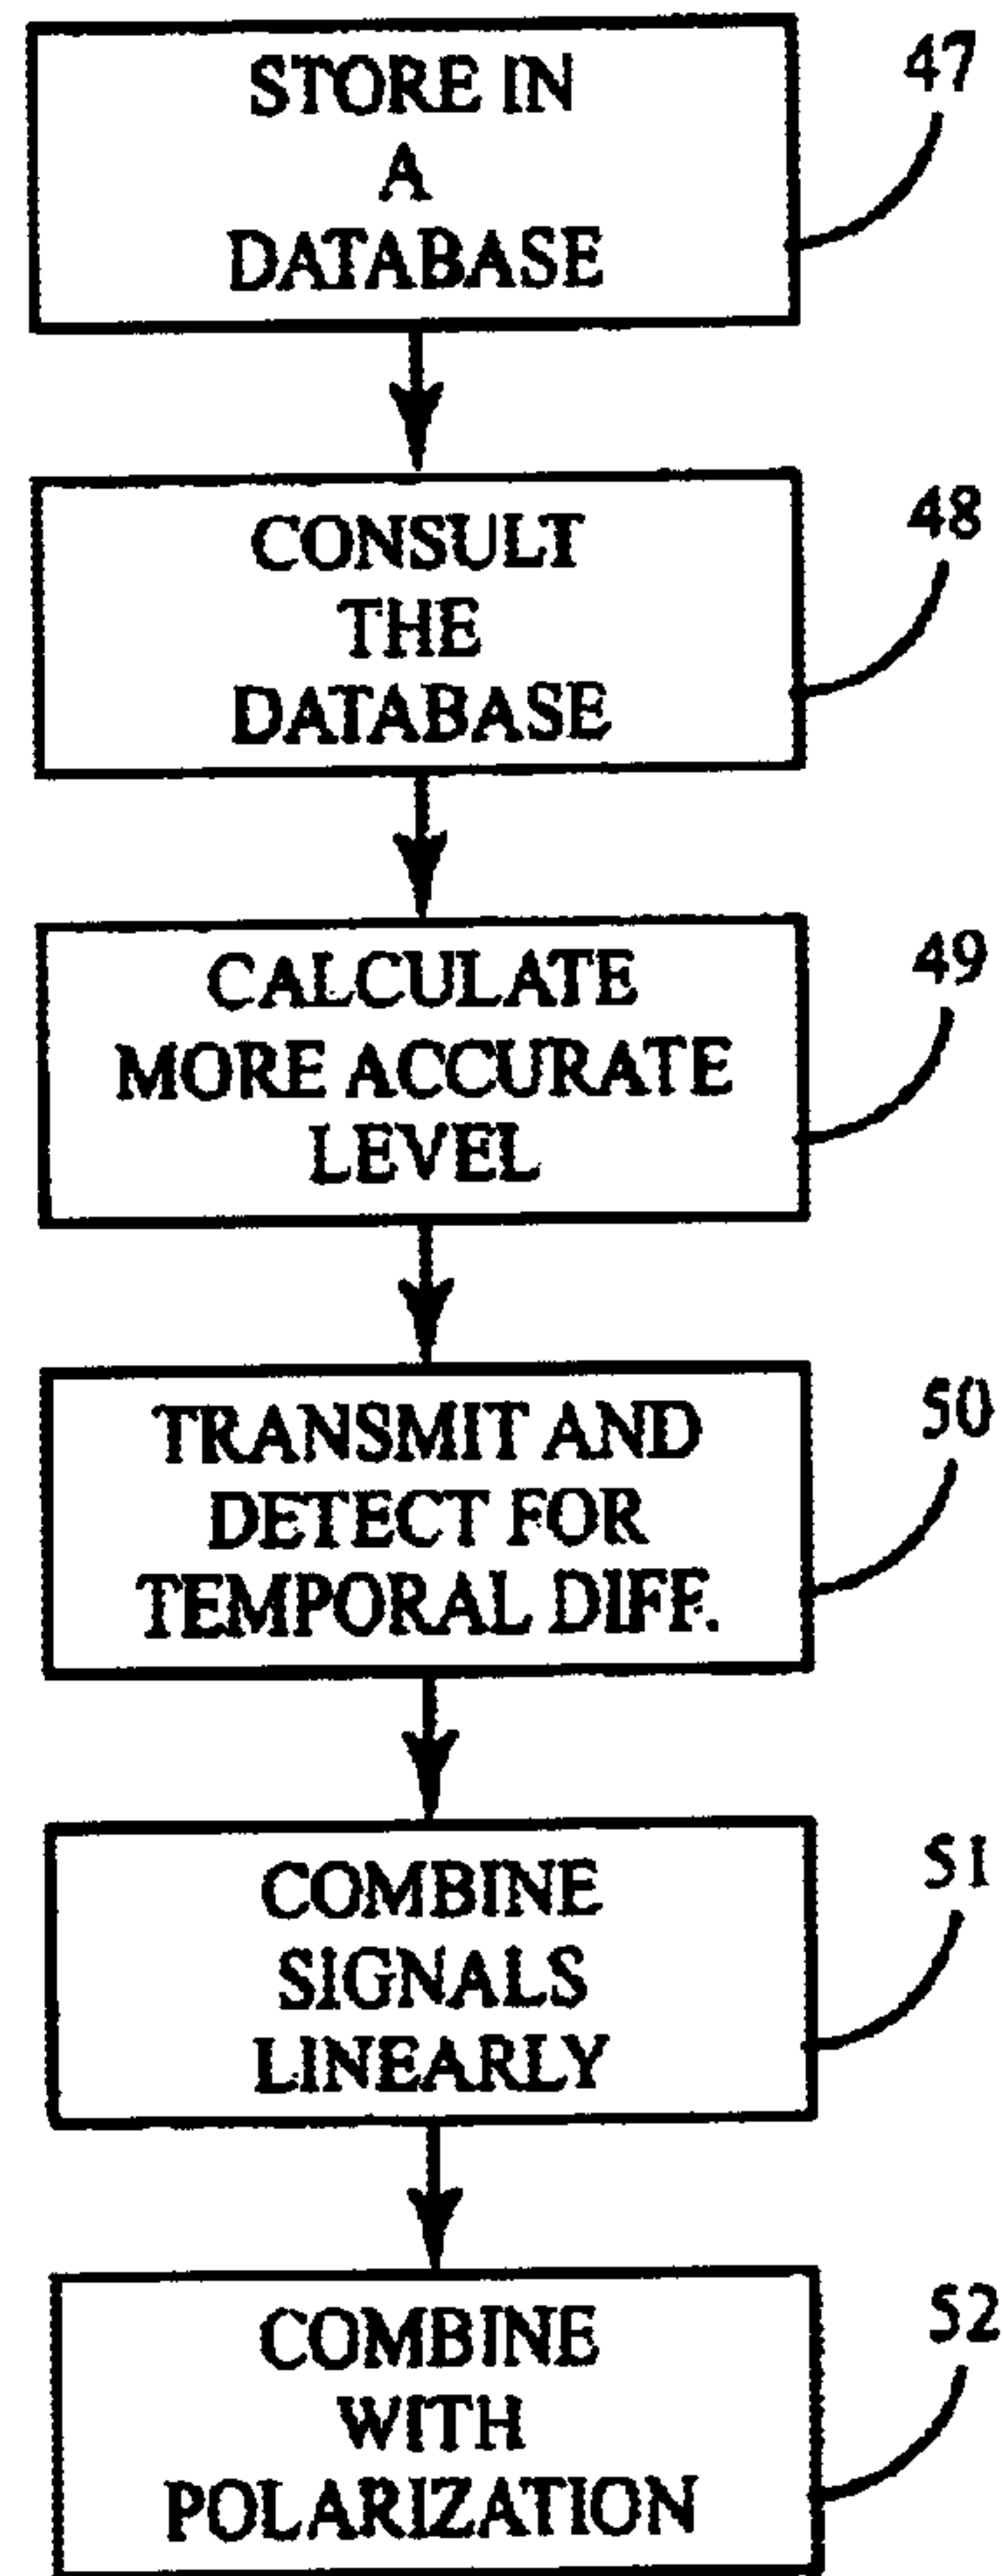 STORE IN
A
DATABASE
47
CONSULT
THE
DATABASE
48
CALCULATE
MORE ACCURATE
LEVEL
49
TRANSMIT AND
DETECT FOR
TEMPORAL DIFF.
50
COMBINE
SIGNALS
LINEARLY
51
COMBINE
WITH
POLARIZATION
52